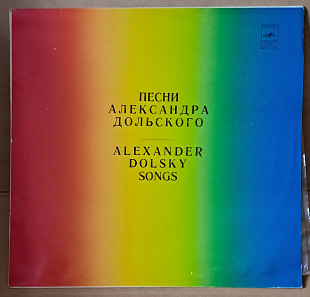 ПЕСНИ
АЛЕКСАНДРА
ДОЛЬСКОГО
ALEXANDER
DOLSKY
SONGS